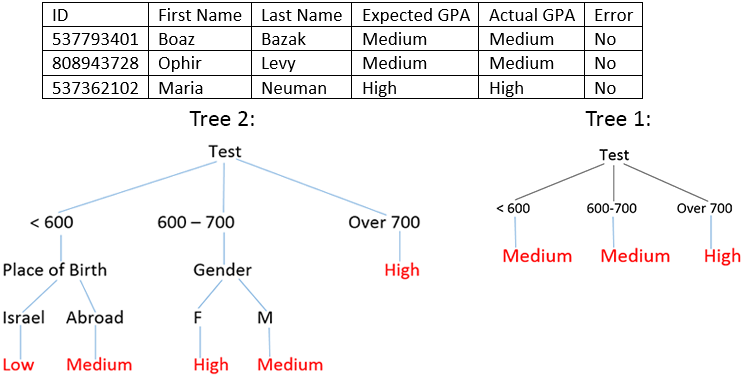 ID First Name Last Name Expected GPA Actual GPA Error
537793401 Boaz Bazak Medium Medium No
808943728 Ophir Levy Medium Medium No
537362102 Maria Neuman High High No
Tree 2:
Test
< 600 600 – 700 Over 700
Place of Birth Gender High
Israel Abroad F M
Low Medium High Medium
Tree 1:
Test
< 600 600-700 Over 700
Medium Medium High